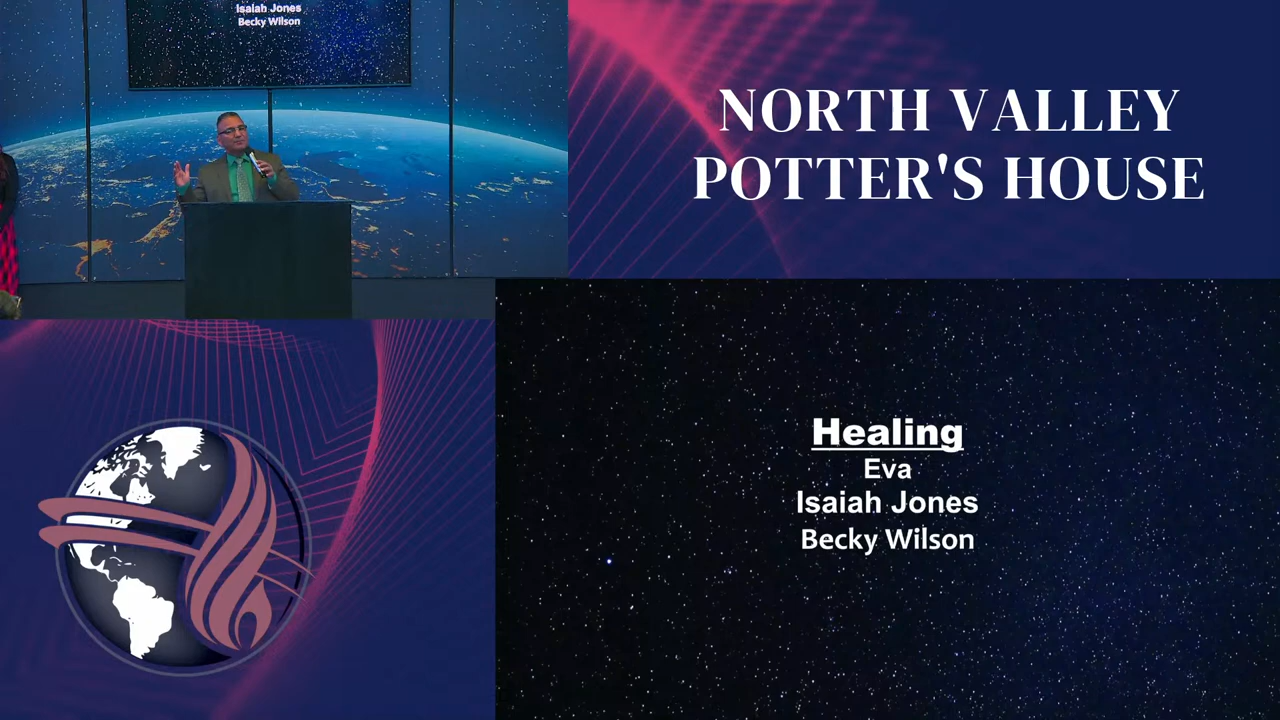 Isaiah Jones
Becky Wilson
NORTH VALLEY
POTTER'S HOUSE
Healing
Eva
Isaiah Jones
Becky Wilson